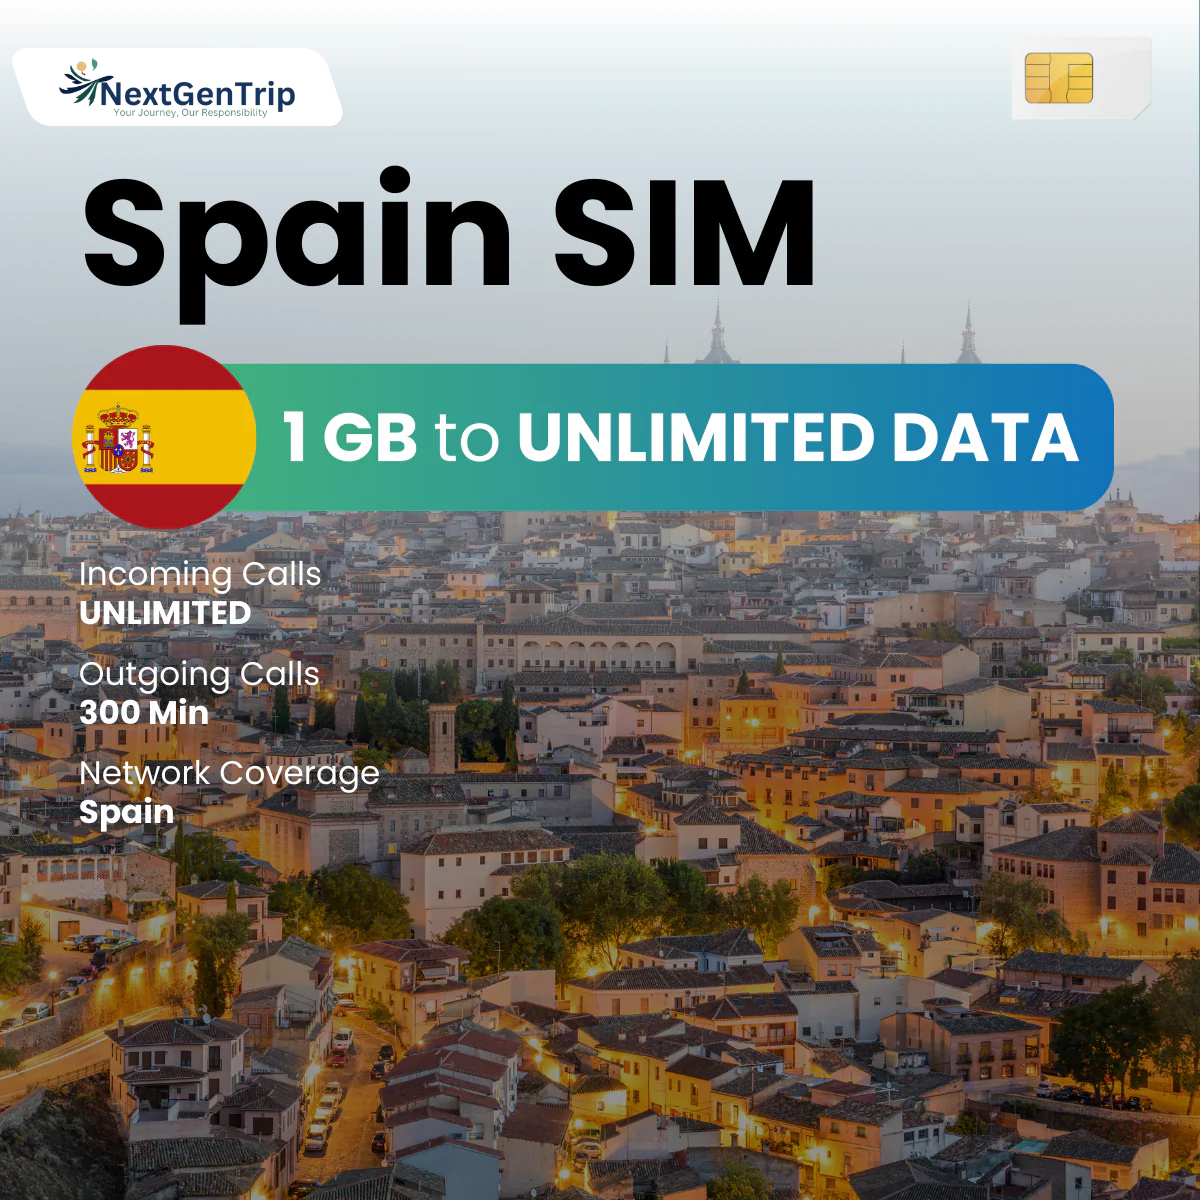 NextGenTrip
Your Journey, Our Responsibility
Spain SIM
1 GB to UNLIMITED DATA
Incoming Calls
UNLIMITED
Outgoing Calls
300 Min
Network Coverage
Spain